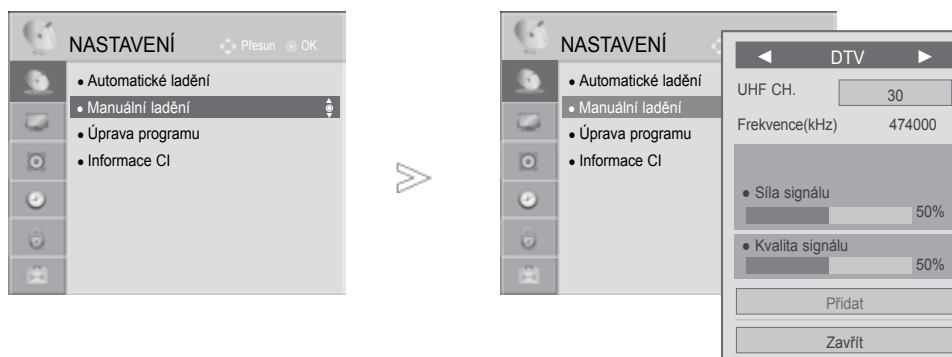 NASTAVENÍ
Přesun OK
• Automatické ladění
• Manuální ladění
• Úprava programu
• Informace CI
NASTAVENÍ
• Automatické ladění
• Manuální ladění
• Úprava programu
• Informace CI
◄ DTV ►
UHF CH. 30
Frekvence(kHz) 474000
• Síla signálu
50%
• Kvalita signálu
50%
Přidat
Zavřít